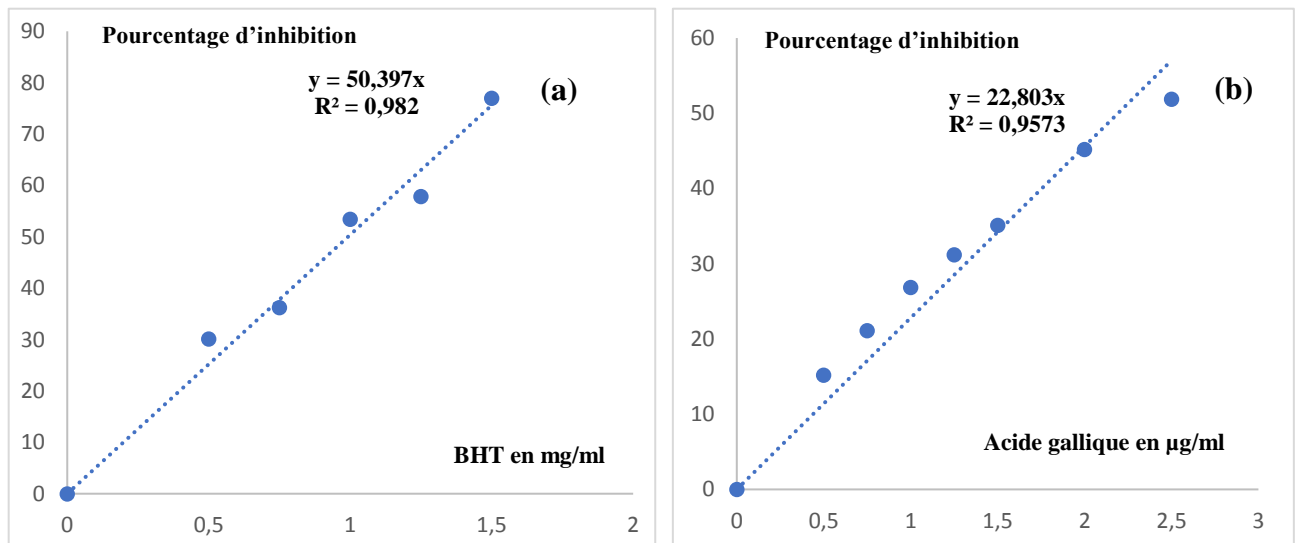 90
80
70
60
50
40
30
20
10
0
Pourcentage d’inhibition
y = 50,397x
R² = 0,982
(a)
BHT en mg/ml
0 0,5 1 1,5 2
60
50
40
30
20
10
0
Pourcentage d’inhibition
y = 22,803x
R² = 0,9573
(b)
Acide gallique en µg/ml
0 0,5 1 1,5 2 2,5 3